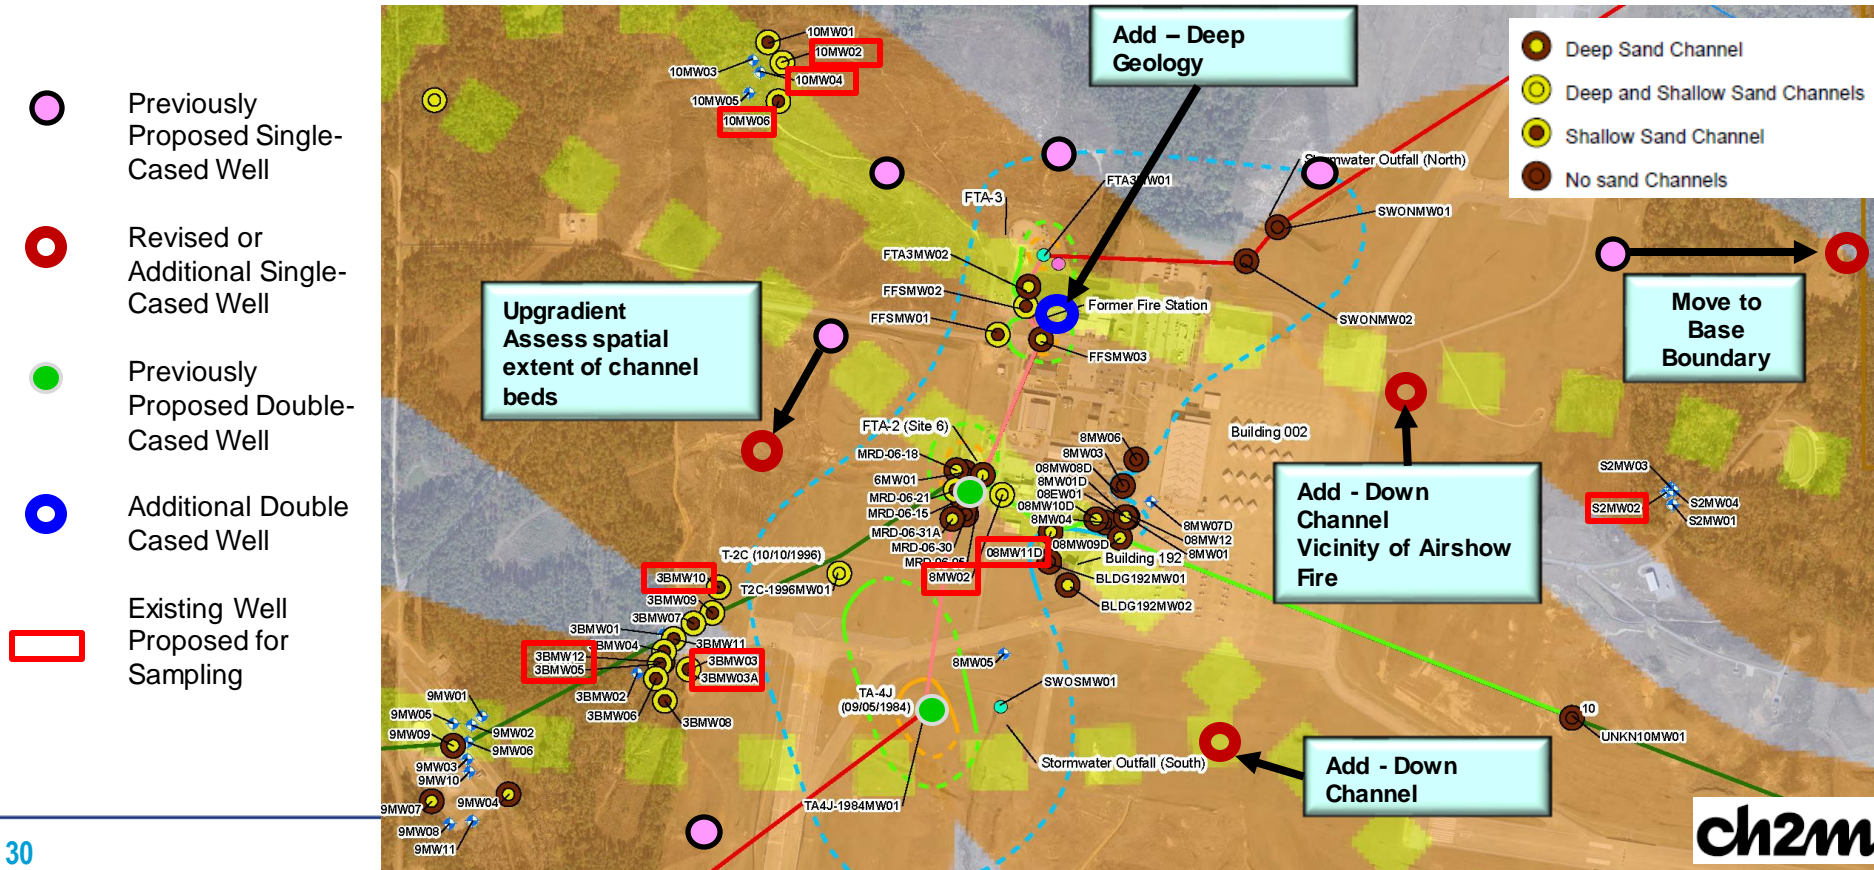 Previously
Proposed Single-
Cased Well
Revised or
Additional Single-
Cased Well
Previously
Proposed Double-
Cased Well
Additional Double
Cased Well
Existing Well
Proposed for
Sampling
30
Add – Deep
Geology
Deep Sand Channel
Deep and Shallow Sand Channels
Shallow Sand Channel
No sand Channels
10MW01
10MW02
10MW03
10MW04
10MW05
10MW06
Stormwater Outfall (North)
FTA3MW01
FTA-3
SWONMW01
FTA3MW02
FFSMW02
Former Fire Station
FFSMW01
SWONMW02
FFSMW03
Move to
Base
Boundary
Upgradient
Assess spatial
extent of channel
beds
FTA-2 (Site 6)
Building 002
MRD-06-18
6MW01
MRD-06-21
MRD-06-15
MRD-06-31A
MRD-06-30
MRD-06-05
8MW06
8MW03
08MW08D
8MW01D
08EW01
08MW10D
8MW04
8MW07D
08MW12
8MW01
08MW09D
08MW11D
Building 192
8MW02
BLDG192MW01
BLDG192MW02
Add - Down
Channel
Vicinity of Airshow
Fire
S2MW03
S2MW02
S2MW04
S2MW01
T-2C (10/10/1996)
T2C-1996MW01
3BMW10
3BMW09
3BMW07
3BMW01
3BMW04
3BMW11
3BMW12
3BMW05
3BMW03
3BMW03A
3BMW02
3BMW06
3BMW08
8MW05
SWOSMW01
TA-4J
(09/05/1984)
Stormwater Outfall (South)
TA4J-1984MW01
9MW01
9MW05
9MW02
9MW09
9MW06
9MW03
9MW10
9MW07
9MW04
9MW08
9MW11
10
UNKN10MW01
Add - Down
Channel
ch2m